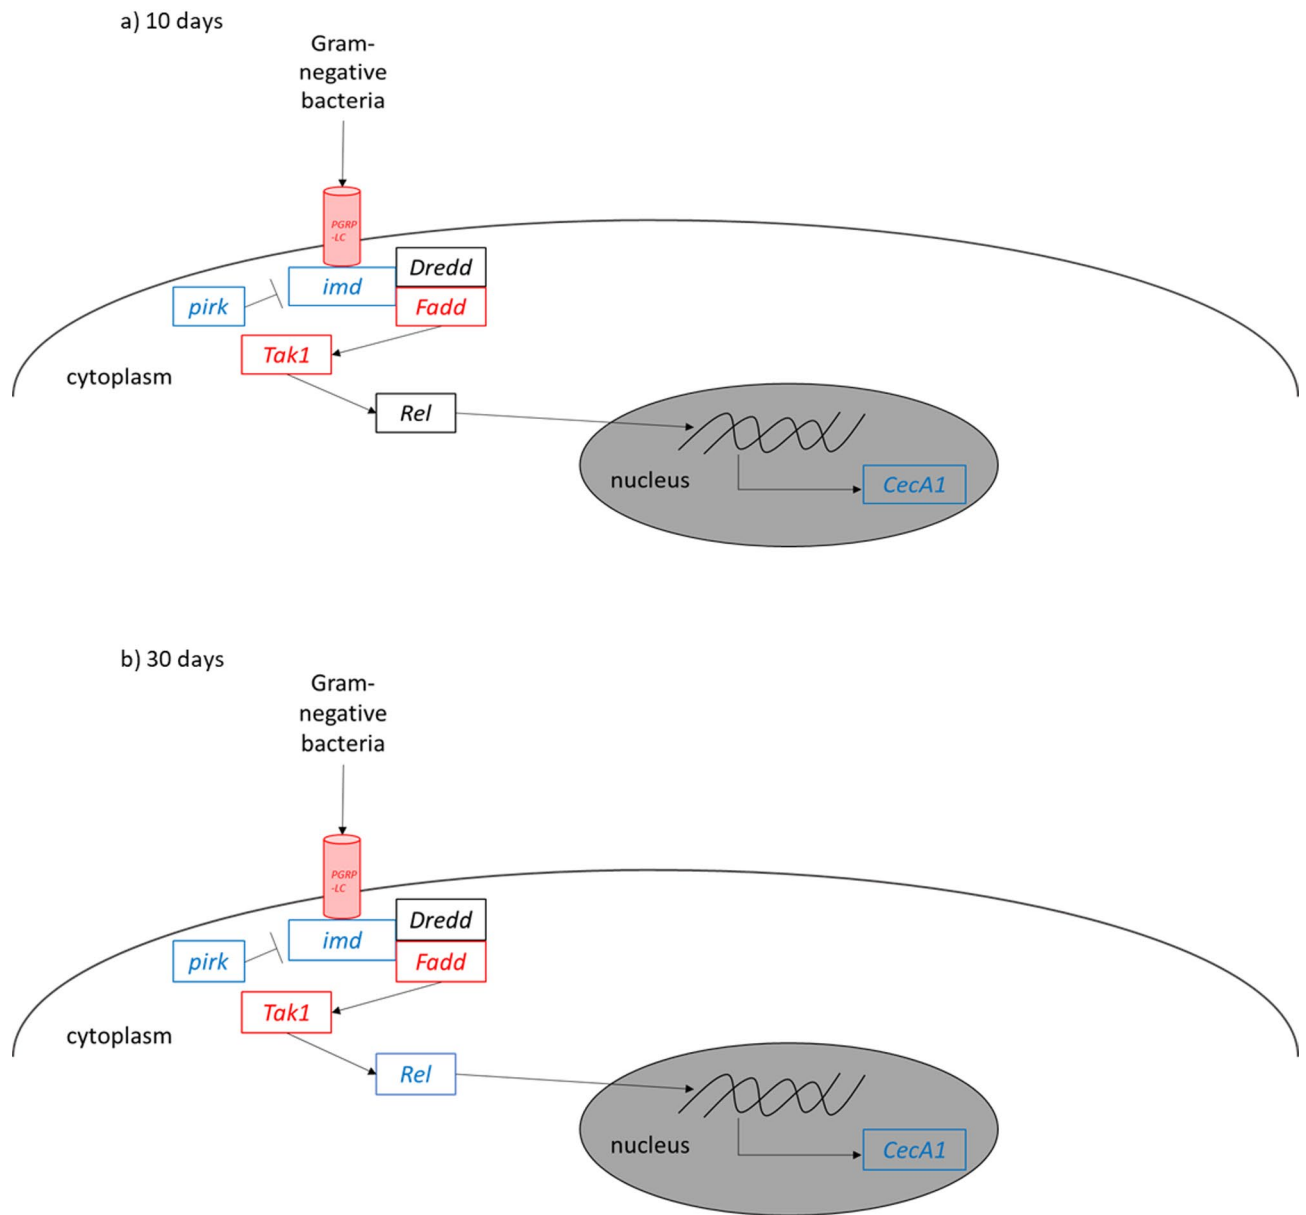 a) 10 days
Gram-
negative
bacteria
PGRP
-LC
Dredd
imd
pirk
Fadd
Tak1
cytoplasm
Rel
nucleus
CecA1
b) 30 days
Gram-
negative
bacteria
PGRP
-LC
Dredd
imd
pirk
Fadd
Tak1
cytoplasm
Rel
nucleus
CecA1